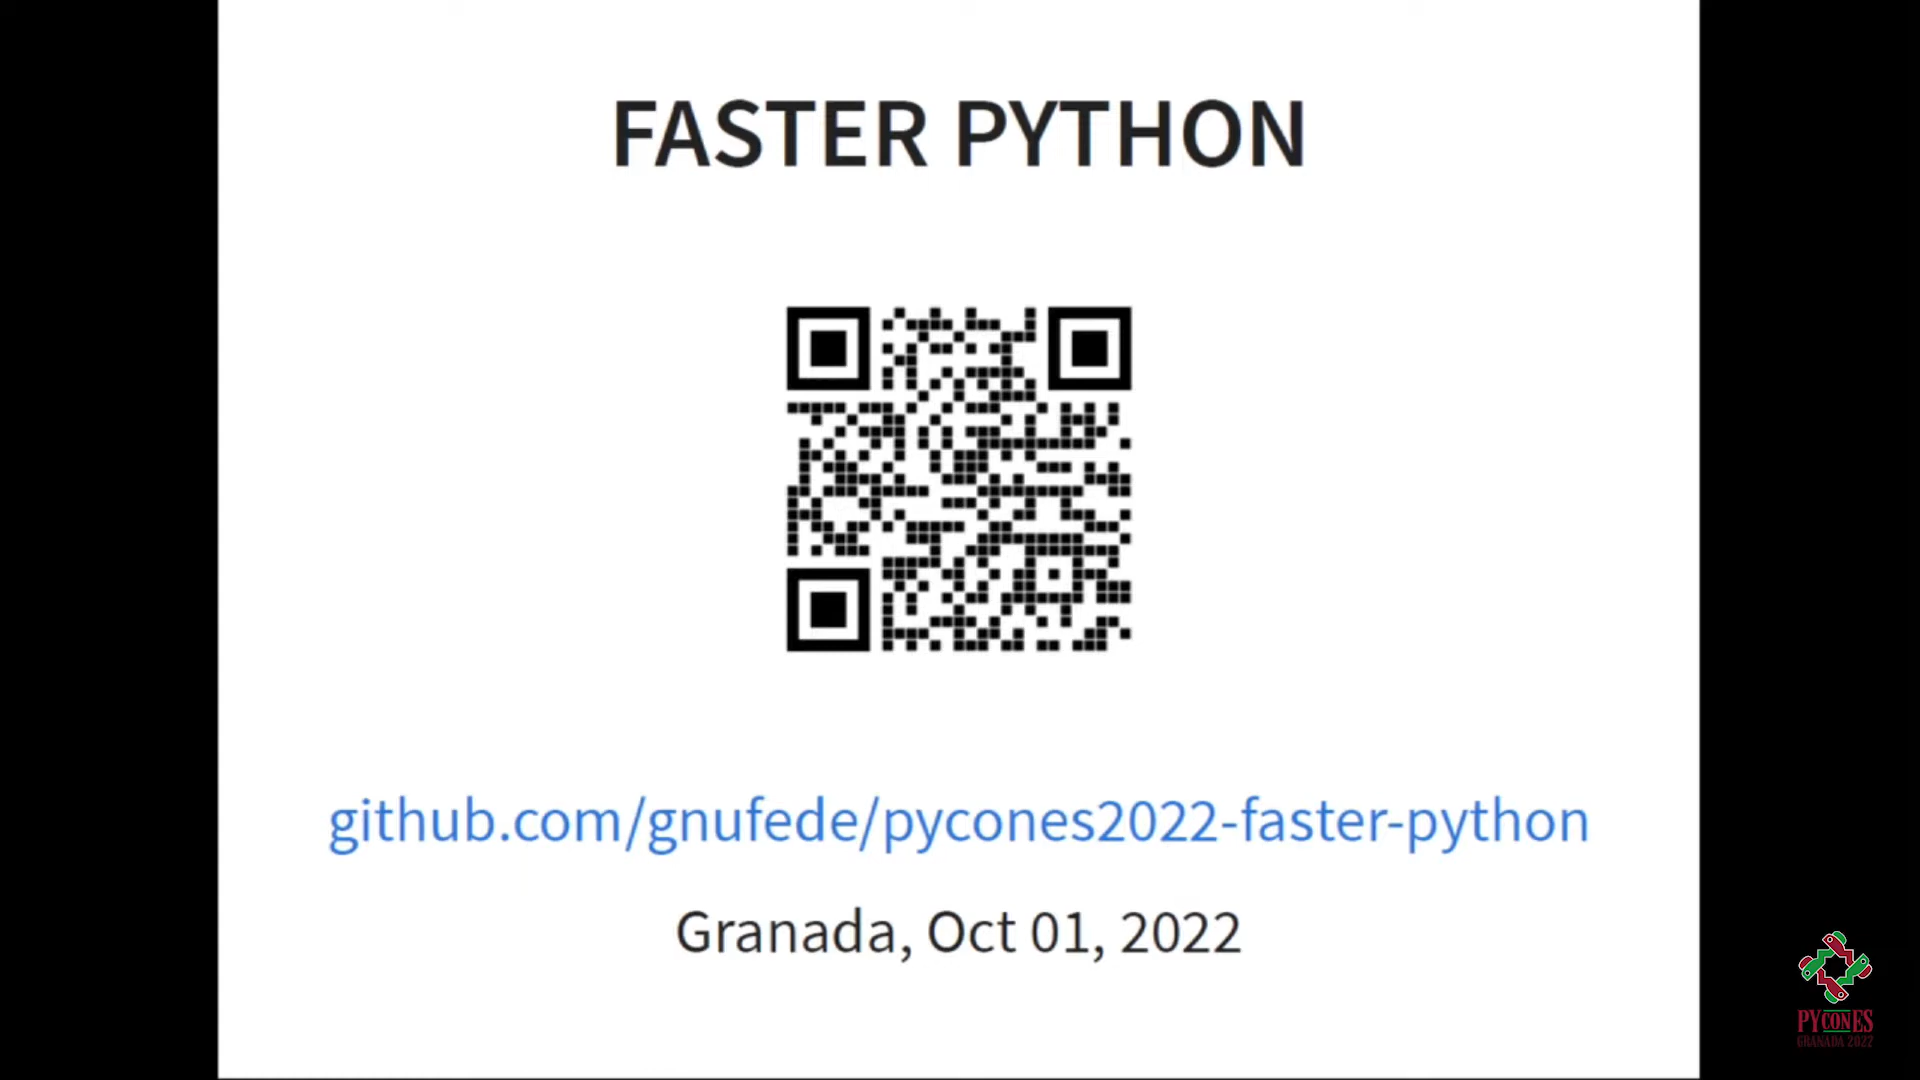 FASTER PYTHON
github.com/gnufede/pycones2022-faster-python
Granada, Oct 01, 2022
PYCONES
GRANADA 2022